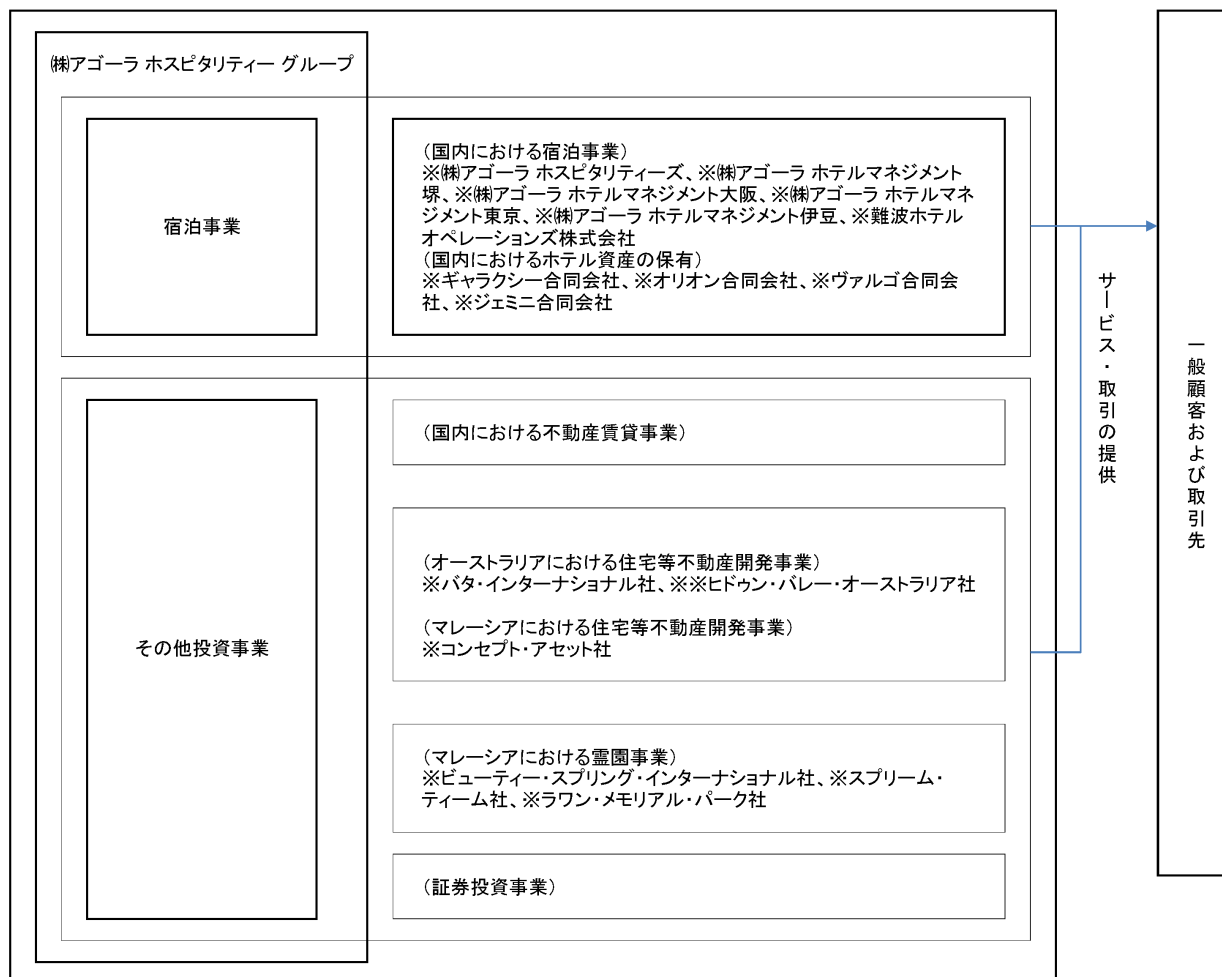 ㈱アゴーラ ホスピタリティー グループ
宿泊事業
(国内における宿泊事業)
※㈱アゴーラ ホスピタリティーズ、※㈱アゴーラ ホテルマネジメント
堺、※㈱アゴーラ ホテルマネジメント大阪、※㈱アゴーラ ホテルマネ
ジメント東京、※㈱アゴーラ ホテルマネジメント伊豆、※難波ホテル
オペレーションズ株式会社
(国内におけるホテル資産の保有)
※ギャラクシー合同会社、※オリオン合同会社、※ヴァルゴ合同会
社、※ジェミニ合同会社
その他投資事業
(国内における不動産賃貸事業)
(オーストラリアにおける住宅等不動産開発事業)
※バタ・インターナショナル社、※※ヒドゥン・バレー・オーストラリア社
(マレーシアにおける住宅等不動産開発事業)
※コンセプト・アセット社
(マレーシアにおける霊園事業)
※ビューティー・スプリング・インターナショナル社、※スプリーム・
ティーム社、※ラワン・メモリアル・パーク社
(証券投資事業)
サービス・取引の提供
一般顧客および取引先